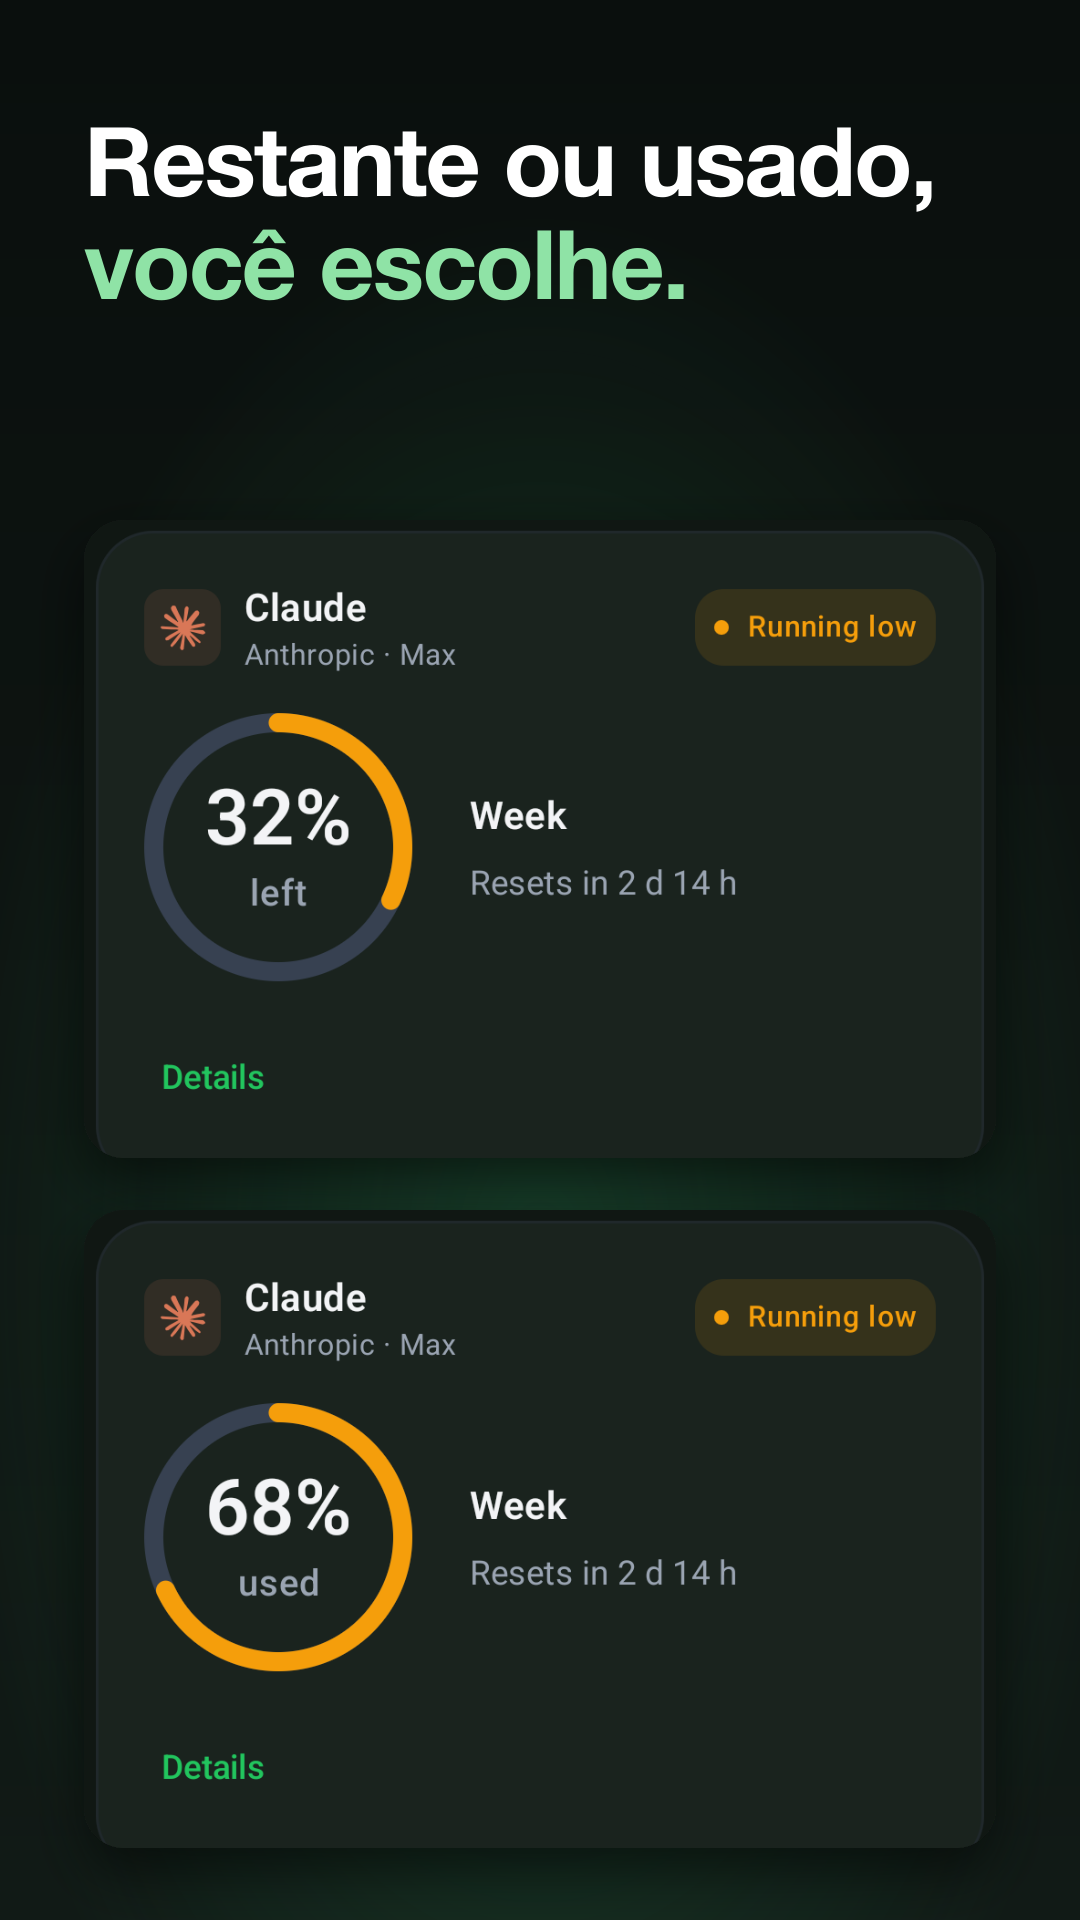 Restante ou usado,
você escolhe.
Claude
Anthropic · Max
Running low
32%
left
Week
Resets in 2 d 14 h
Details
Claude
Anthropic · Max
Running low
68%
used
Week
Resets in 2 d 14 h
Details